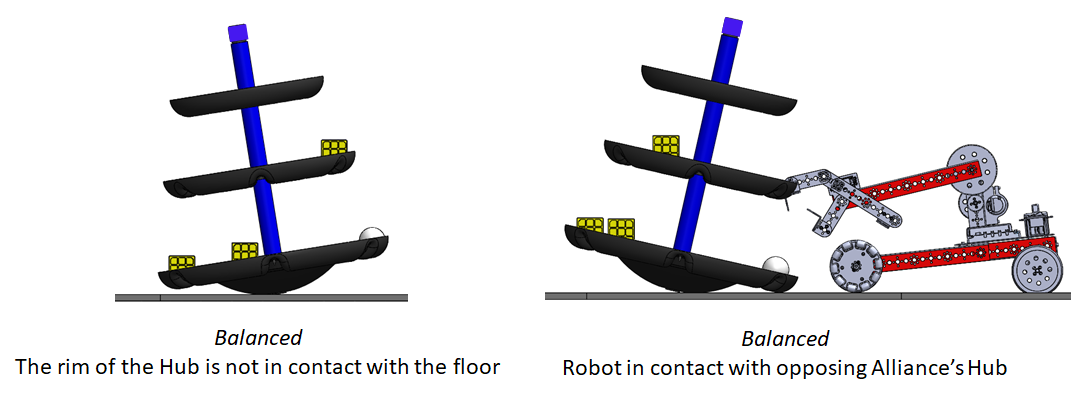 Balanced
The rim of the Hub is not in contact with the floor
Balanced
Robot in contact with opposing Alliance's Hub